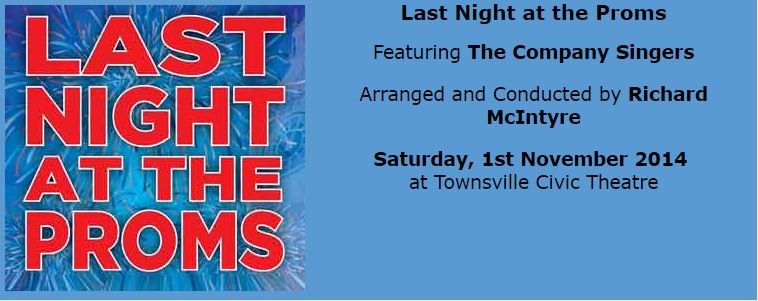 LAST
NIGHT
AT THE
PROMS
Last Night at the Proms
Featuring The Company Singers
Arranged and Conducted by Richard
McIntyre
Saturday, 1st November 2014
at Townsville Civic Theatre